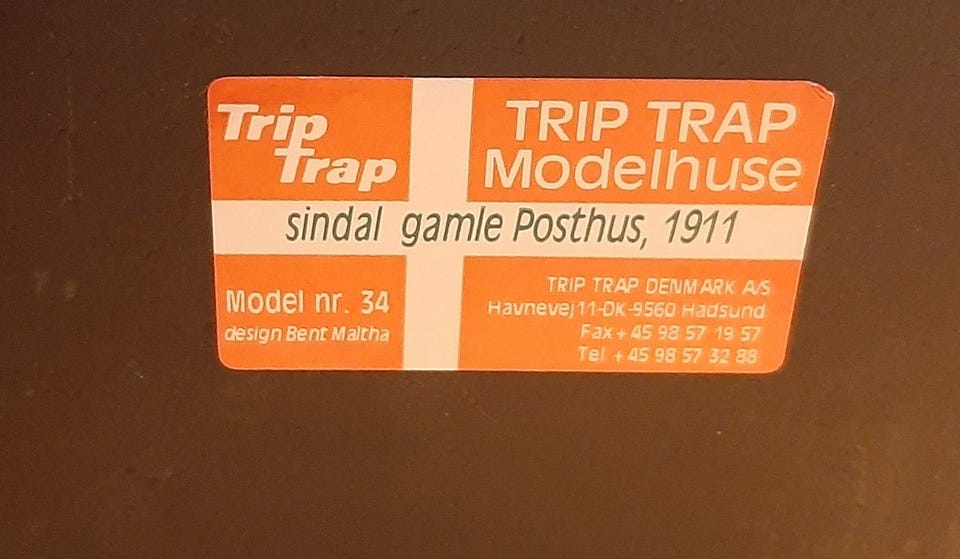 Trip
Trap
TRIP TRAP
Modelhuse
sindal gamle Posthus, 1911
Model nr. 34
design Bent Maltha
TRIP TRAP DENMARK A/S
Havnevej 11-DK-9560 Hadsund
Fax + 45 98 57 19 57
Tel + 45 98 57 32 88